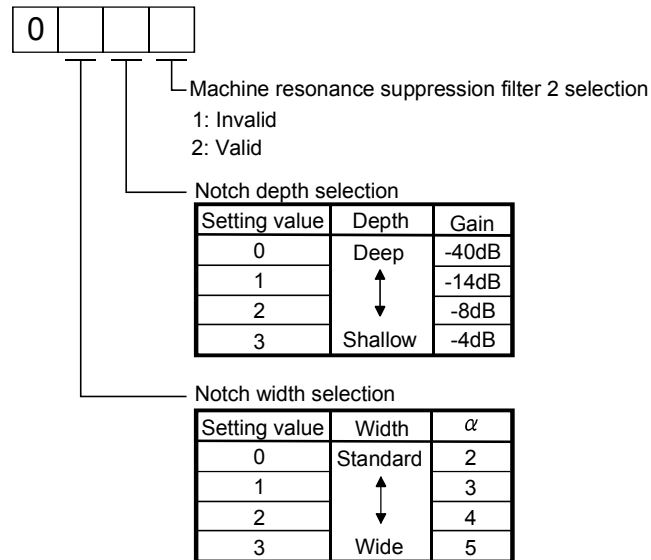 0
Machine resonance suppression filter 2 selection
1: Invalid
2: Valid
Notch depth selection
Setting value Depth Gain
0 Deep -40dB
1 -14dB
2 -8dB
3 Shallow -4dB
Notch width selection
Setting value Width α
0 Standard 2
1 3
2 4
3 Wide 5